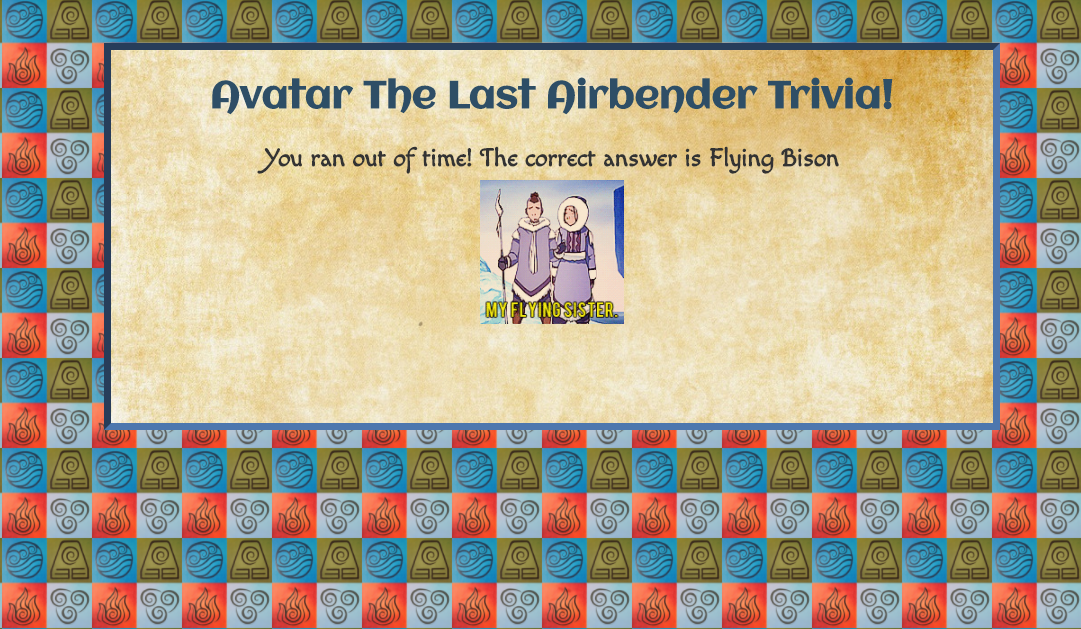 Avatar The Last Airbender Trivia!
You ran out of time! The correct answer is Flying Bison
MY FLYING SISTER.